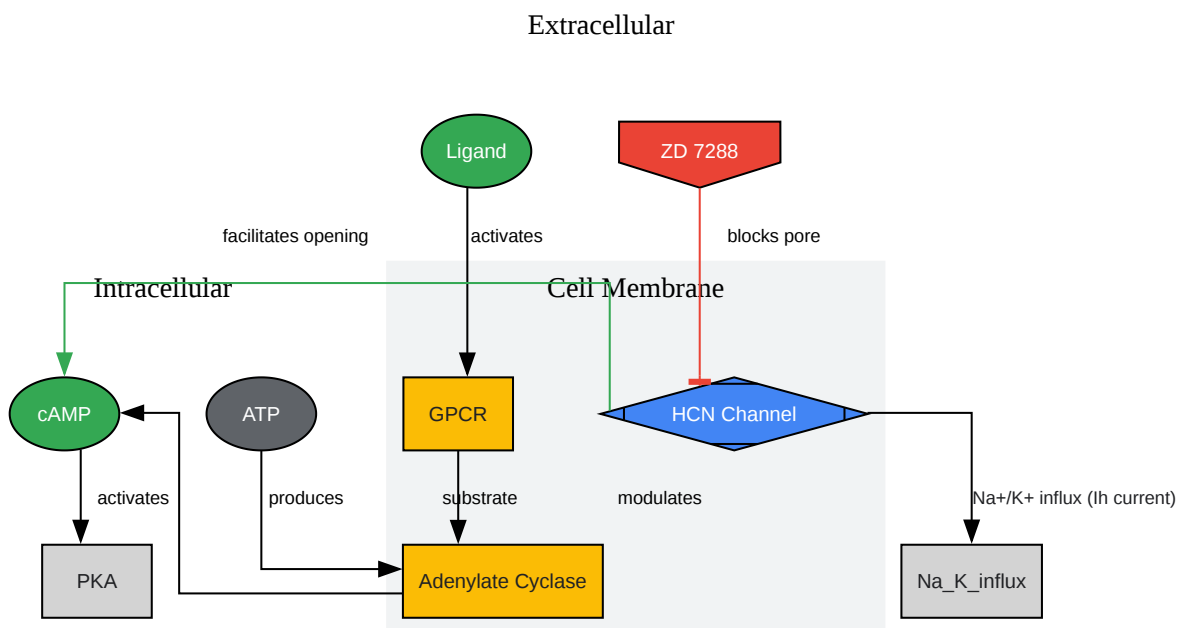 Extracellular
Ligand
ZD 7288
facilitates opening
activates
blocks pore
Intracellular
Cell Membrane
cAMP
ATP
GPCR
HCN Channel
activates
produces
substrate
modulates
Na+/K+ influx (Ih current)
PKA
Adenylate Cyclase
Na_K_influx